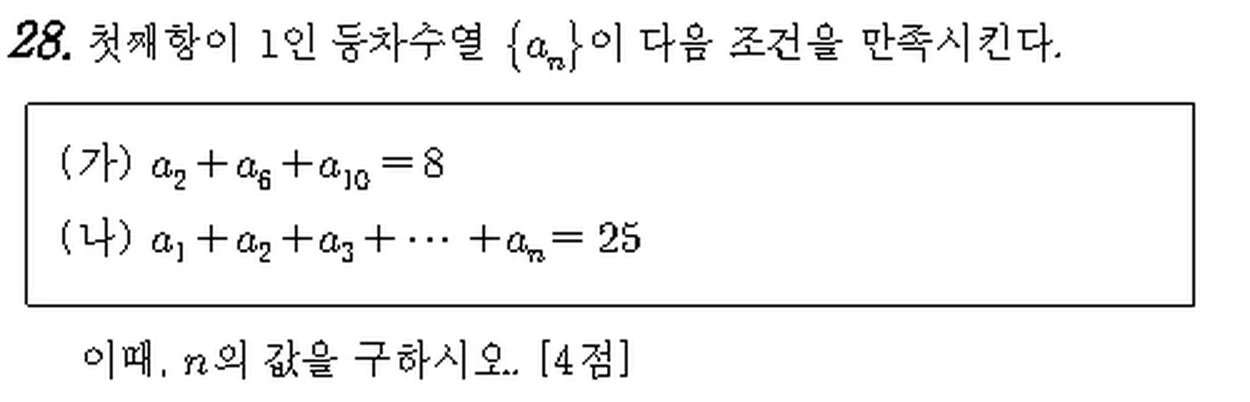 28. 첫째항이 1인 등차수열 {aₙ}이 다음 조건을 만족시킨다.
(가) a₂+a₆+a₁₀=8
(나) a₁+a₂+a₃+⋯+aₙ=25
이때, n의 값을 구하시오.. [4점]